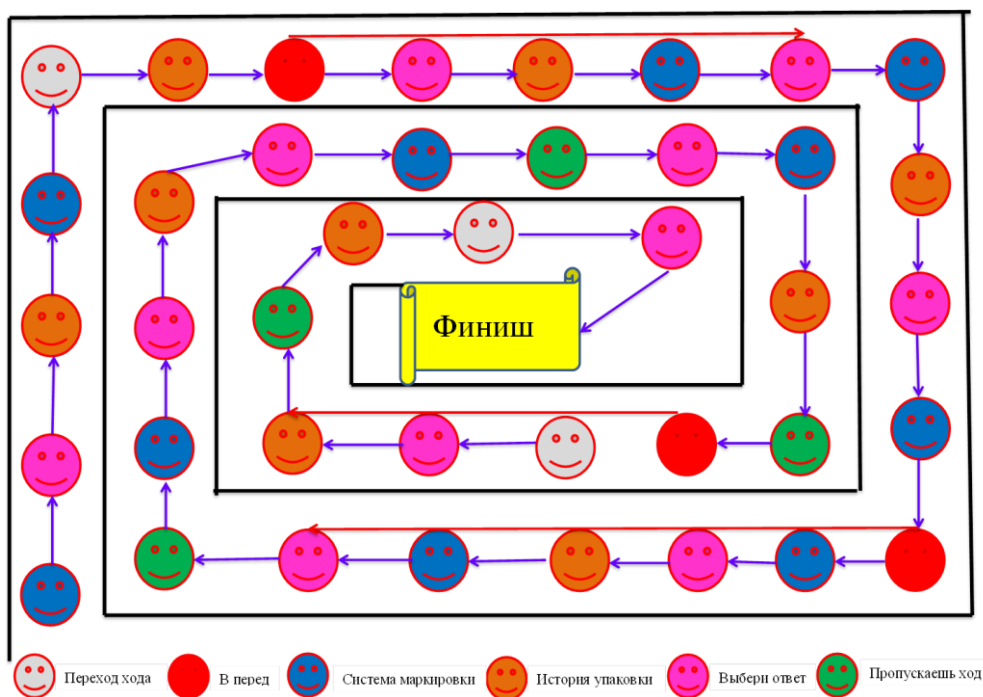 Финиш
Переход хода
В перед
Система маркировки
История упаковки
Выбери ответ
Пропускаешь ход